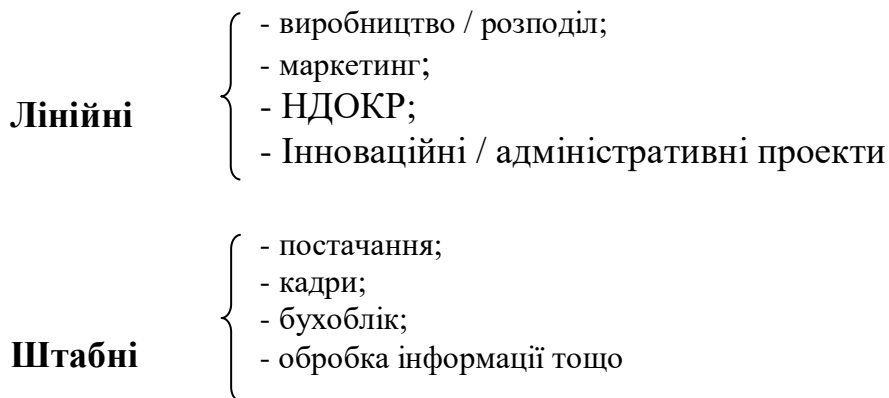 - виробництво / розподіл;
- маркетинг;
Лінійні
- НДОКР;
- Інноваційні / адміністративні проекти
- постачання;
- кадри;
- бухоблік;
Штабні
- обробка інформації тощо